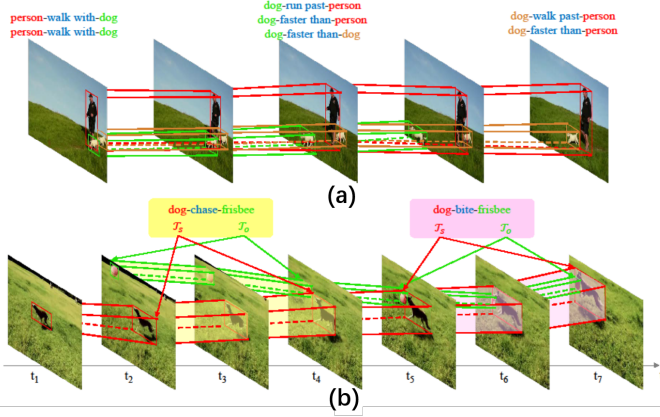 person-walk with-dog
person-walk with-dog
dog-run past-person
dog-faster than-person
dog-faster than-dog
dog-walk past-person
dog-faster than-person
(a)
dog-chase-frisbee
𝒯s 𝒯o
dog-bite-frisbee
𝒯s 𝒯o
t1 t2 t3 t4 t5 t6 t7
(b)